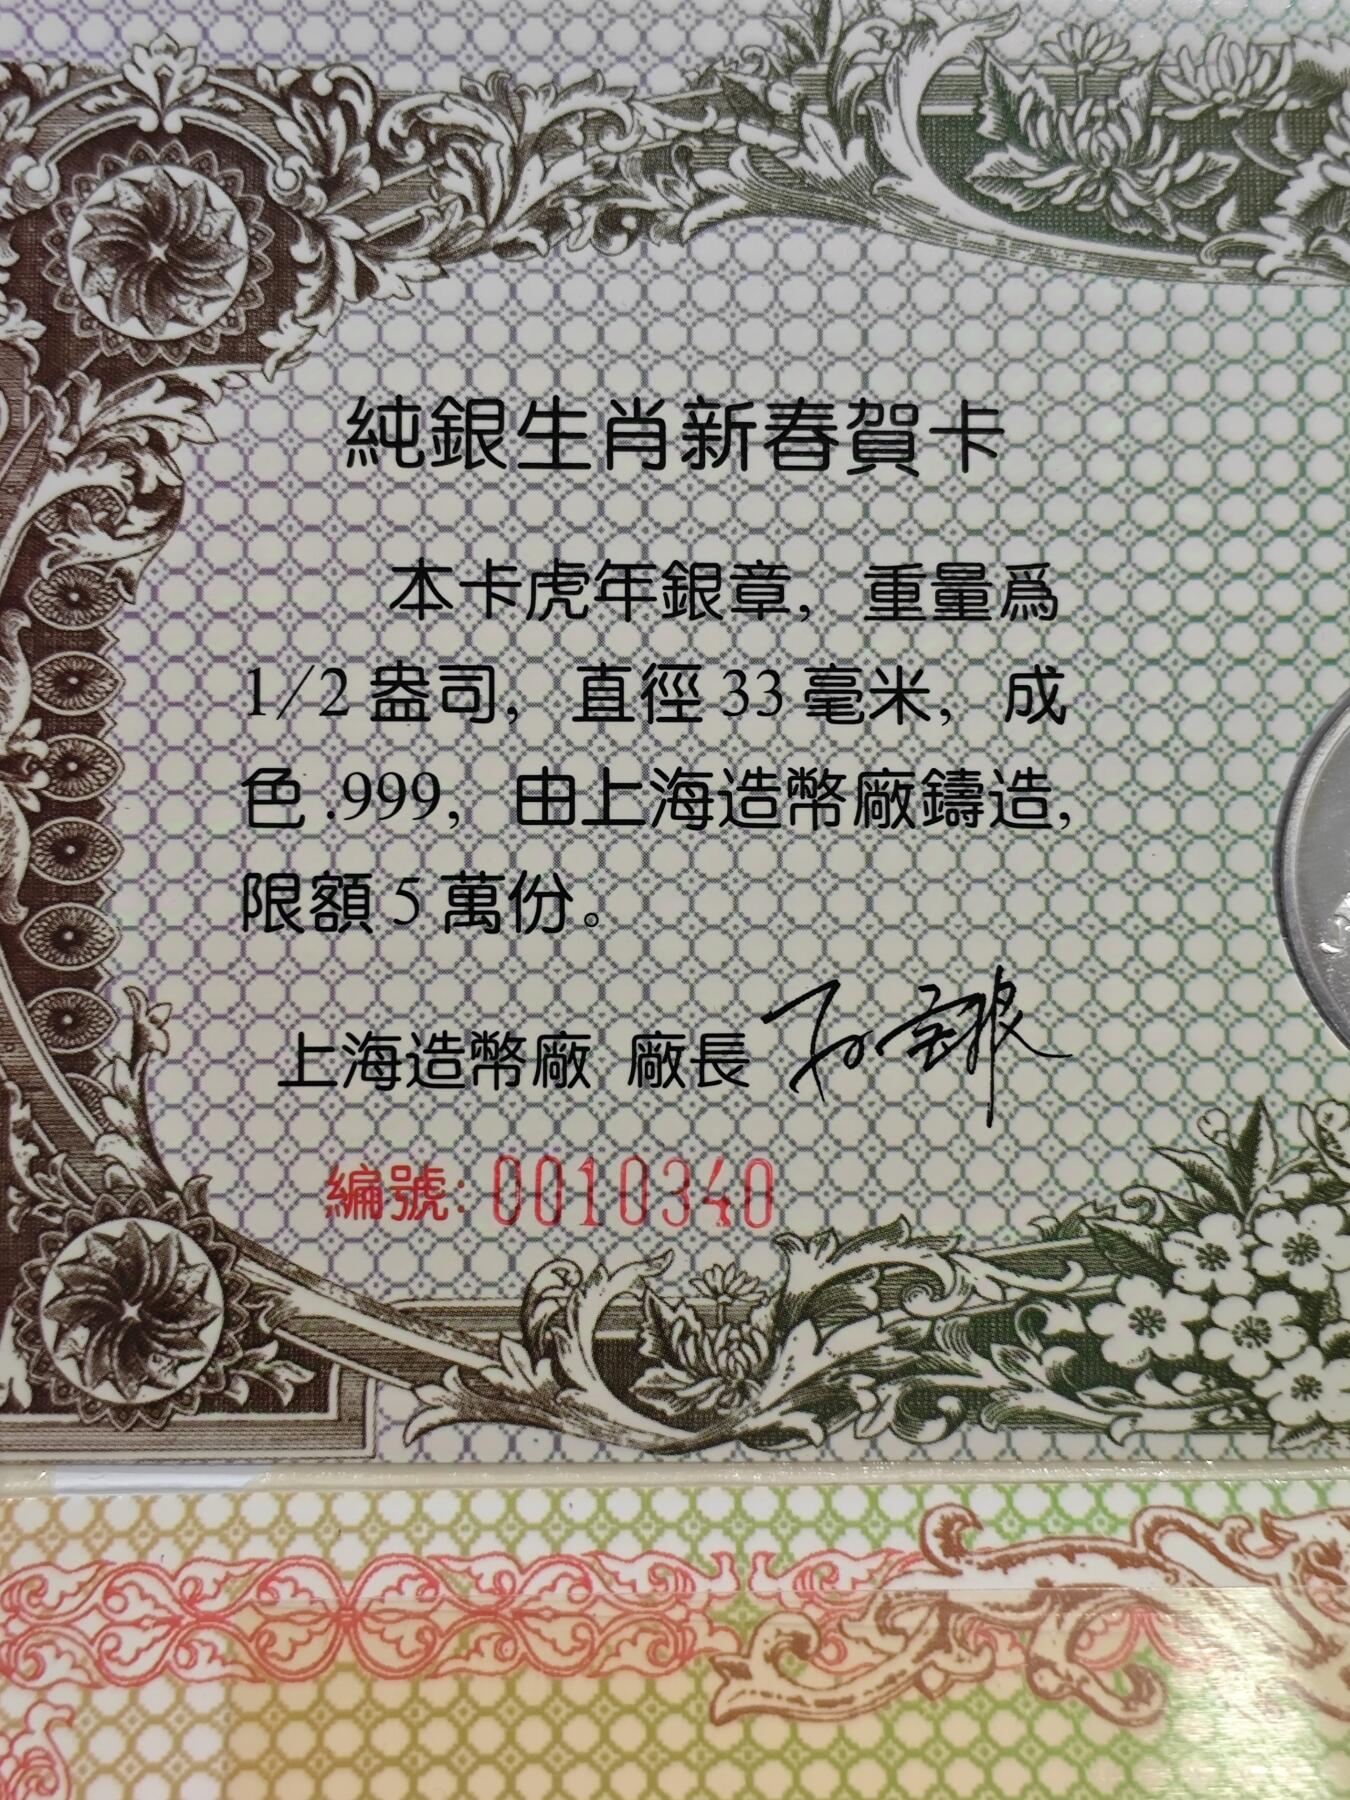 純銀生肖新春賀卡
本卡虎年銀章, 重量爲
1/2 盎司, 直徑 33 毫米, 成
色 .999, 由上海造幣廠鑄造,
限額 5 萬份。
上海造幣廠 廠長
編號: 0010340